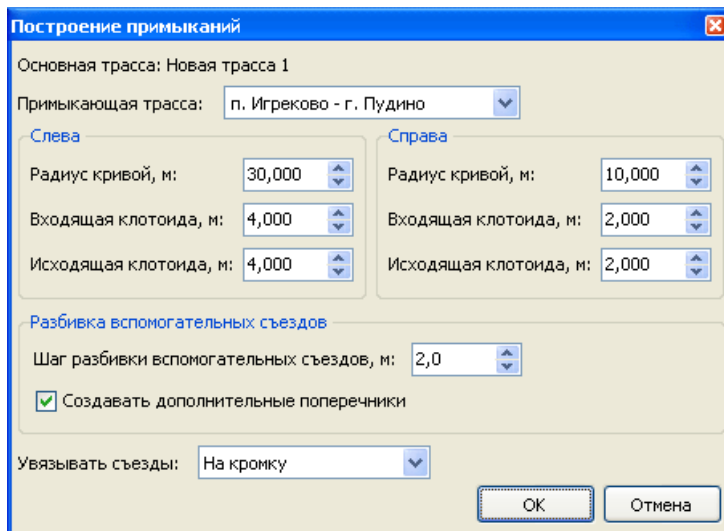 Построение примыканий
Основная трасса: Новая трасса 1
Примыкающая трасса: п. Игреково - г. Пудино
Слева
Радиус кривой, м: 30,000
Входящая клотоида, м: 4,000
Исходящая клотоида, м: 4,000
Справа
Радиус кривой, м: 10,000
Входящая клотоида, м: 2,000
Исходящая клотоида, м: 2,000
Разбивка вспомогательных съездов
Шаг разбивки вспомогательных съездов, м: 2,0
Создавать дополнительные поперечники
Увязывать съезды: На кромку
ОК Отмена